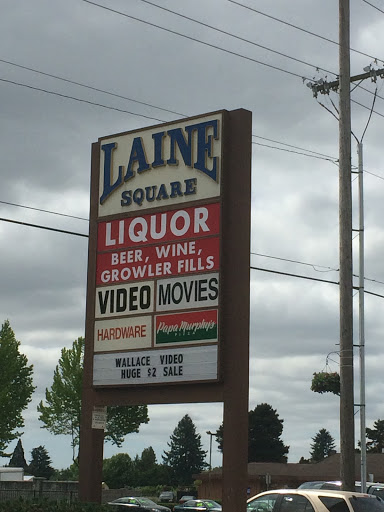 LAINE
SQUARE
LIQUOR
BEER, WINE,
GROWLER FILLS
VIDEO MOVIES
HARDWARE Papa Murphy's
WALLACE VIDEO
HUGE $2 SALE